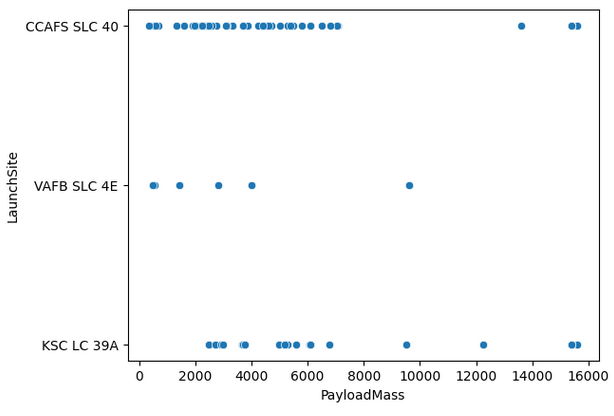 CCAFS SLC 40
VAFB SLC 4E
KSC LC 39A
LaunchSite
0 2000 4000 6000 8000 10000 12000 14000 16000
PayloadMass